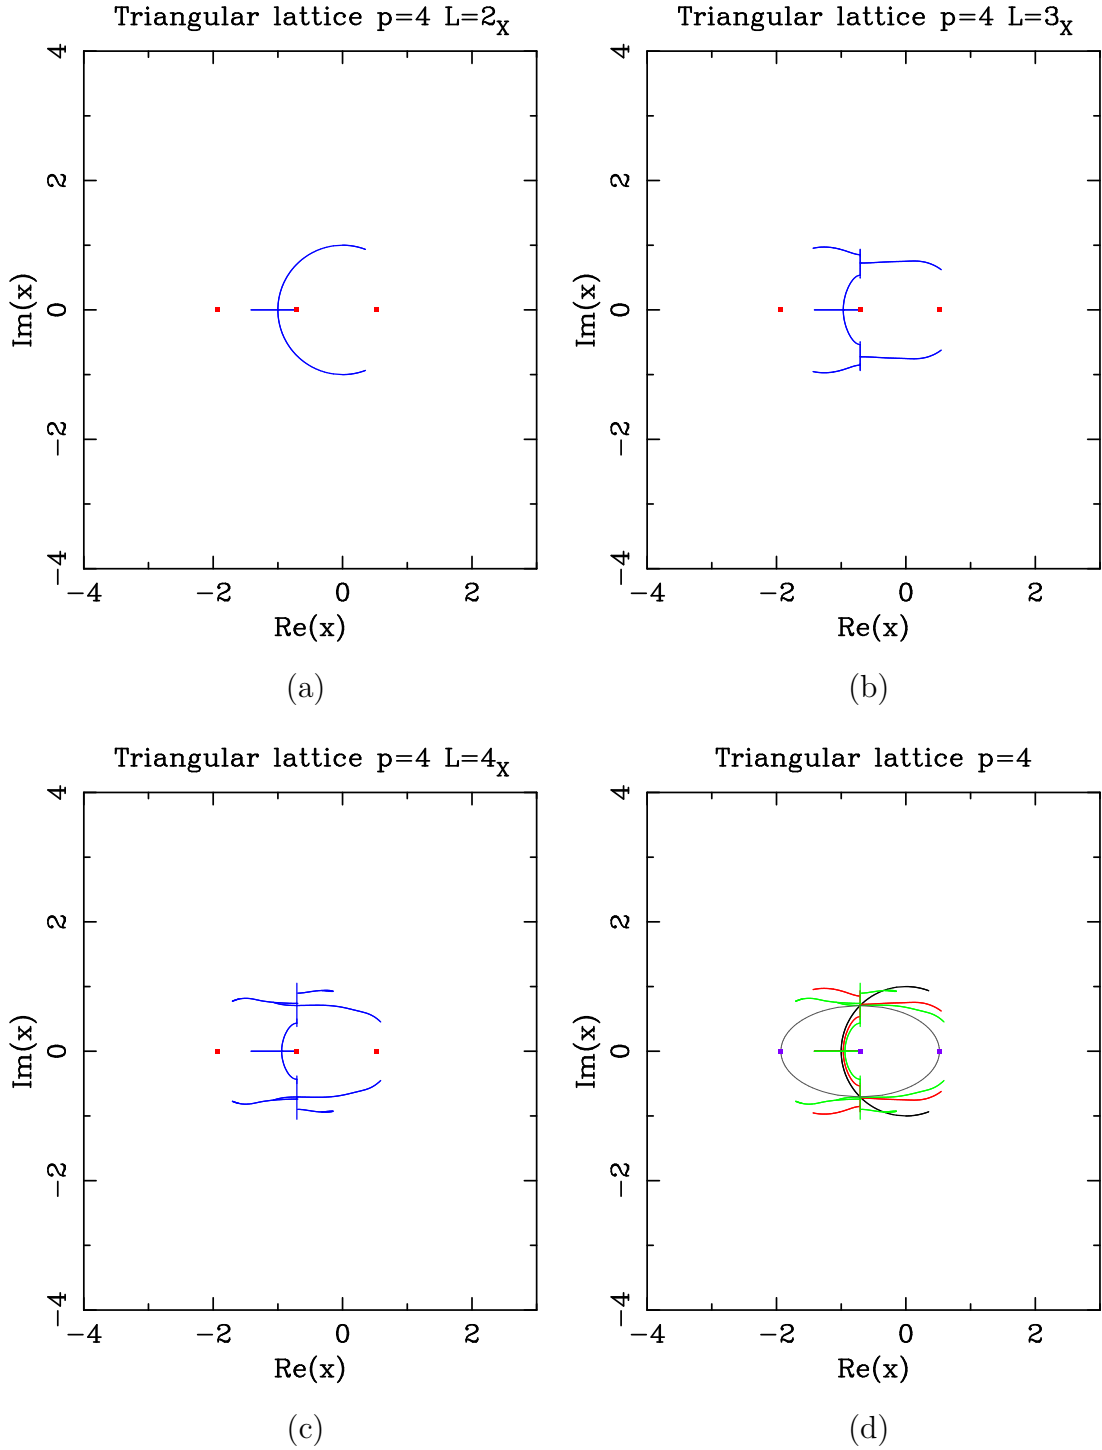 Triangular lattice p=4 L=2X
Triangular lattice p=4 L=3X
4
2
0
−2
−4
Im(x)
−4 −2 0 2
Re(x)
4
2
0
−2
−4
Im(x)
−4 −2 0 2
Re(x)
(a)
(b)
Triangular lattice p=4 L=4X
Triangular lattice p=4
4
2
0
−2
−4
Im(x)
−4 −2 0 2
Re(x)
4
2
0
−2
−4
Im(x)
−4 −2 0 2
Re(x)
(c)
(d)